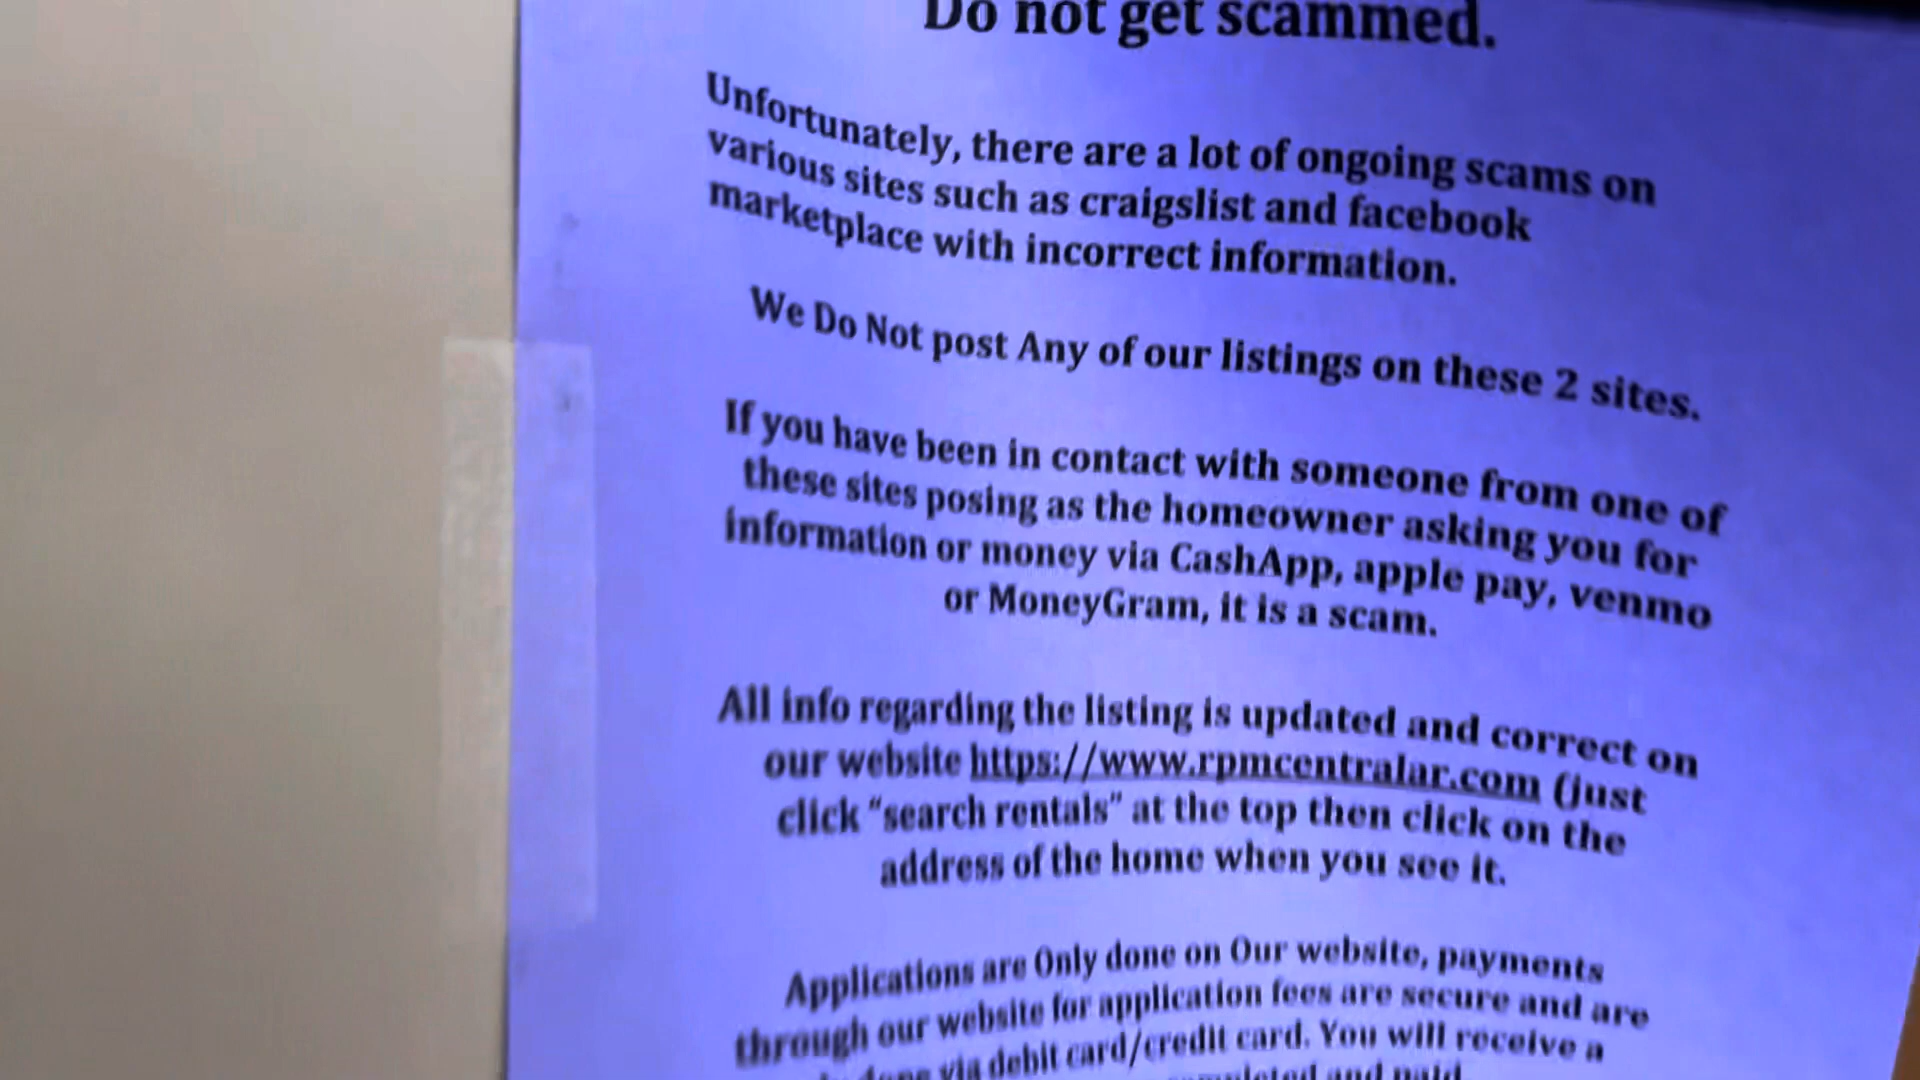 Do not get scammed.
Unfortunately, there are a lot of ongoing scams on
various sites such as craigslist and facebook
marketplace with incorrect information.
We Do Not post Any of our listings on these 2 sites.
If you have been in contact with someone from one of
these sites posing as the homeowner asking you for
information or money via CashApp, apple pay, venmo
or MoneyGram, it is a scam.
All info regarding the listing is updated and correct on
our website https://www.rpmcentralar.com (just
click “search rentals” at the top then click on the
address of the home when you see it.
Applications are Only done on Our website, payments
through our website for application fees are secure and are
done via debit card/credit card. You will receive a
and paid